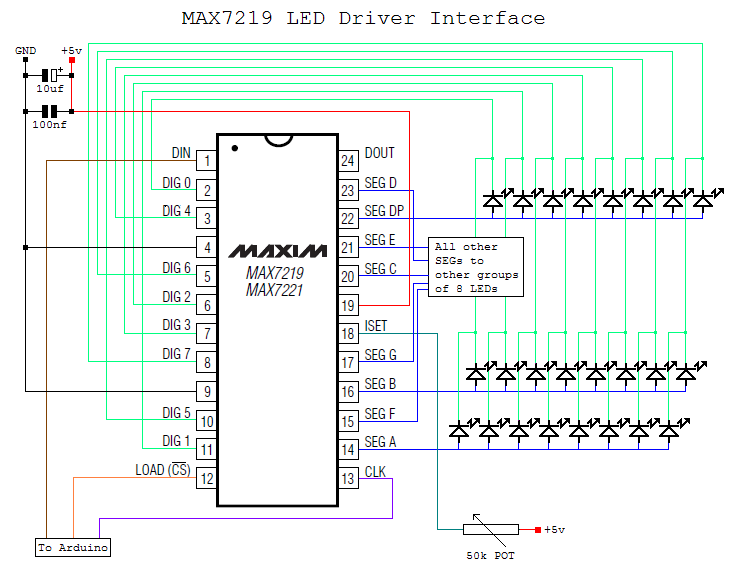 MAX7219 LED Driver Interface
GND
+5v
+
10uf
100nf
DIN 1
DIG 0 2
DIG 4 3
4
DIG 6 5
DIG 2 6
DIG 3 7
DIG 7 8
9
DIG 5 10
DIG 1 11
LOAD (CS) 12
MAXIM
MAX7219
MAX7221
24 DOUT
23 SEG D
22 SEG DP
21 SEG E
20 SEG C
19
18 ISET
17 SEG G
16 SEG B
15 SEG F
14 SEG A
13 CLK
All other
SEGs to
other groups
of 8 LEDs
To Arduino
+5v
50k POT